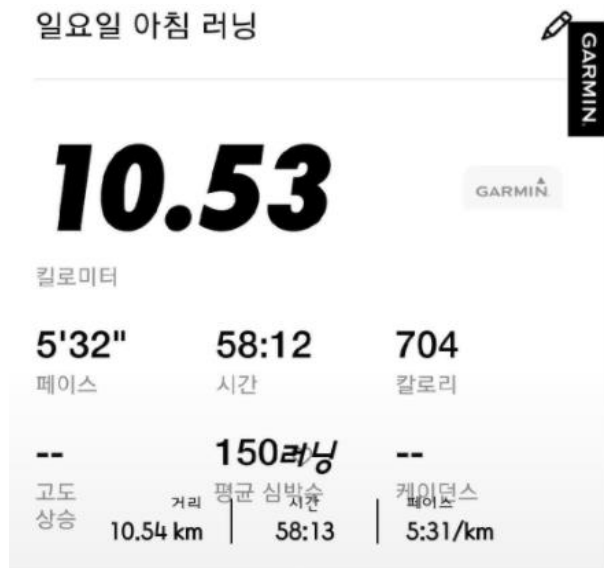 일요일 아침 러닝
GARMIN
10.53
GARMIN
킬로미터
5'32" 58:12 704
페이스 시간 칼로리
-- 150 러닝 --
고도 상승 평균 심박수 케이던스
거리 시간 페이스
10.54 km 58:13 5:31/km